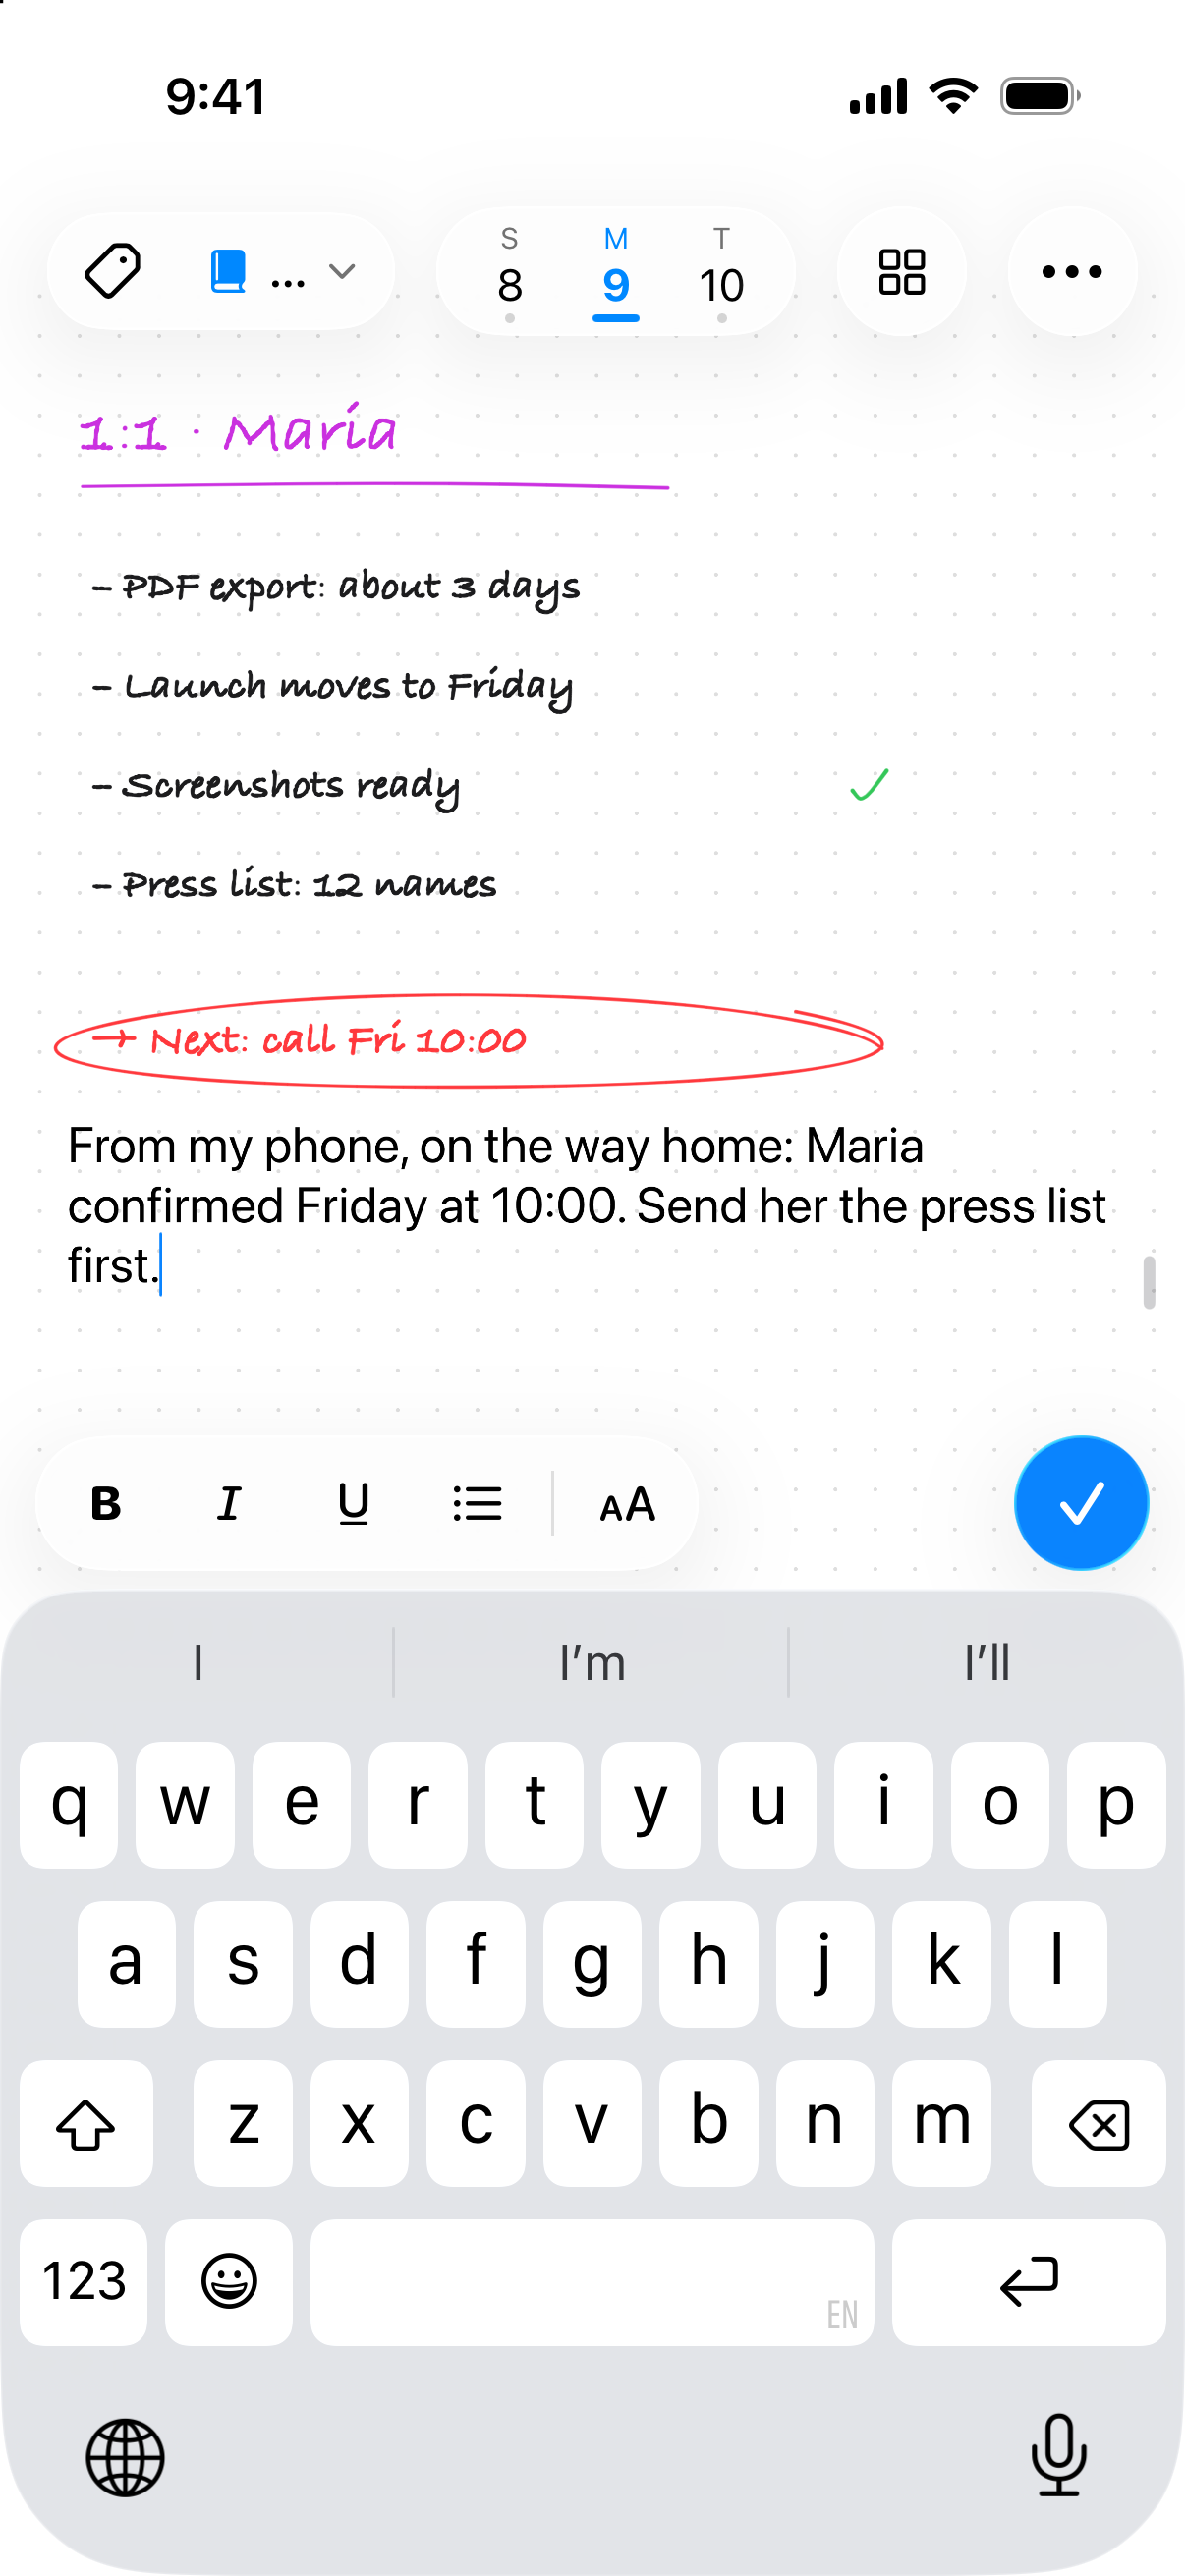 9:41
...
S M T
8 9 10
1:1 · Maria
– PDF export: about 3 days
– Launch moves to Friday
– Screenshots ready ✓
– Press list: 12 names
→ Next: call Fri 10:00
From my phone, on the way home: Maria
confirmed Friday at 10:00. Send her the press list
first.
B I U AA
I I’m I’ll
q w e r t y u i o p
a s d f g h j k l
z x c v b n m
123
EN